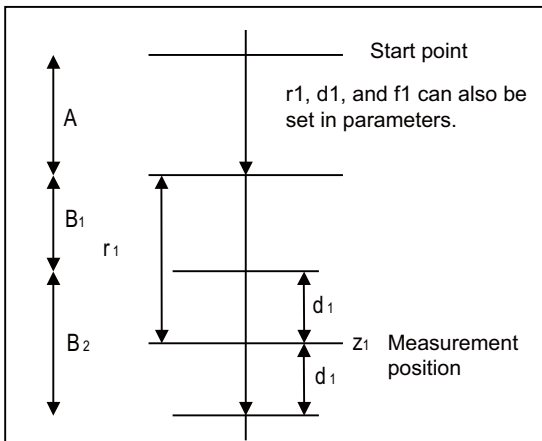 Start point
r1, d1, and f1 can also be
set in parameters.
A
B1
r1
d1
B2
z1 Measurement
position
d1